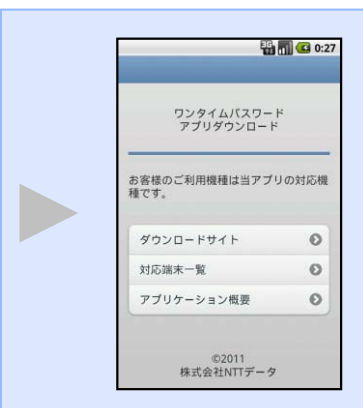 3G
0:27
ワンタイムパスワード
アプリダウンロード
お客様のご利用機種は当アプリの対応機
種です。
ダウンロードサイト
対応端末一覧
アプリケーション概要
©2011
株式会社NTTデータ